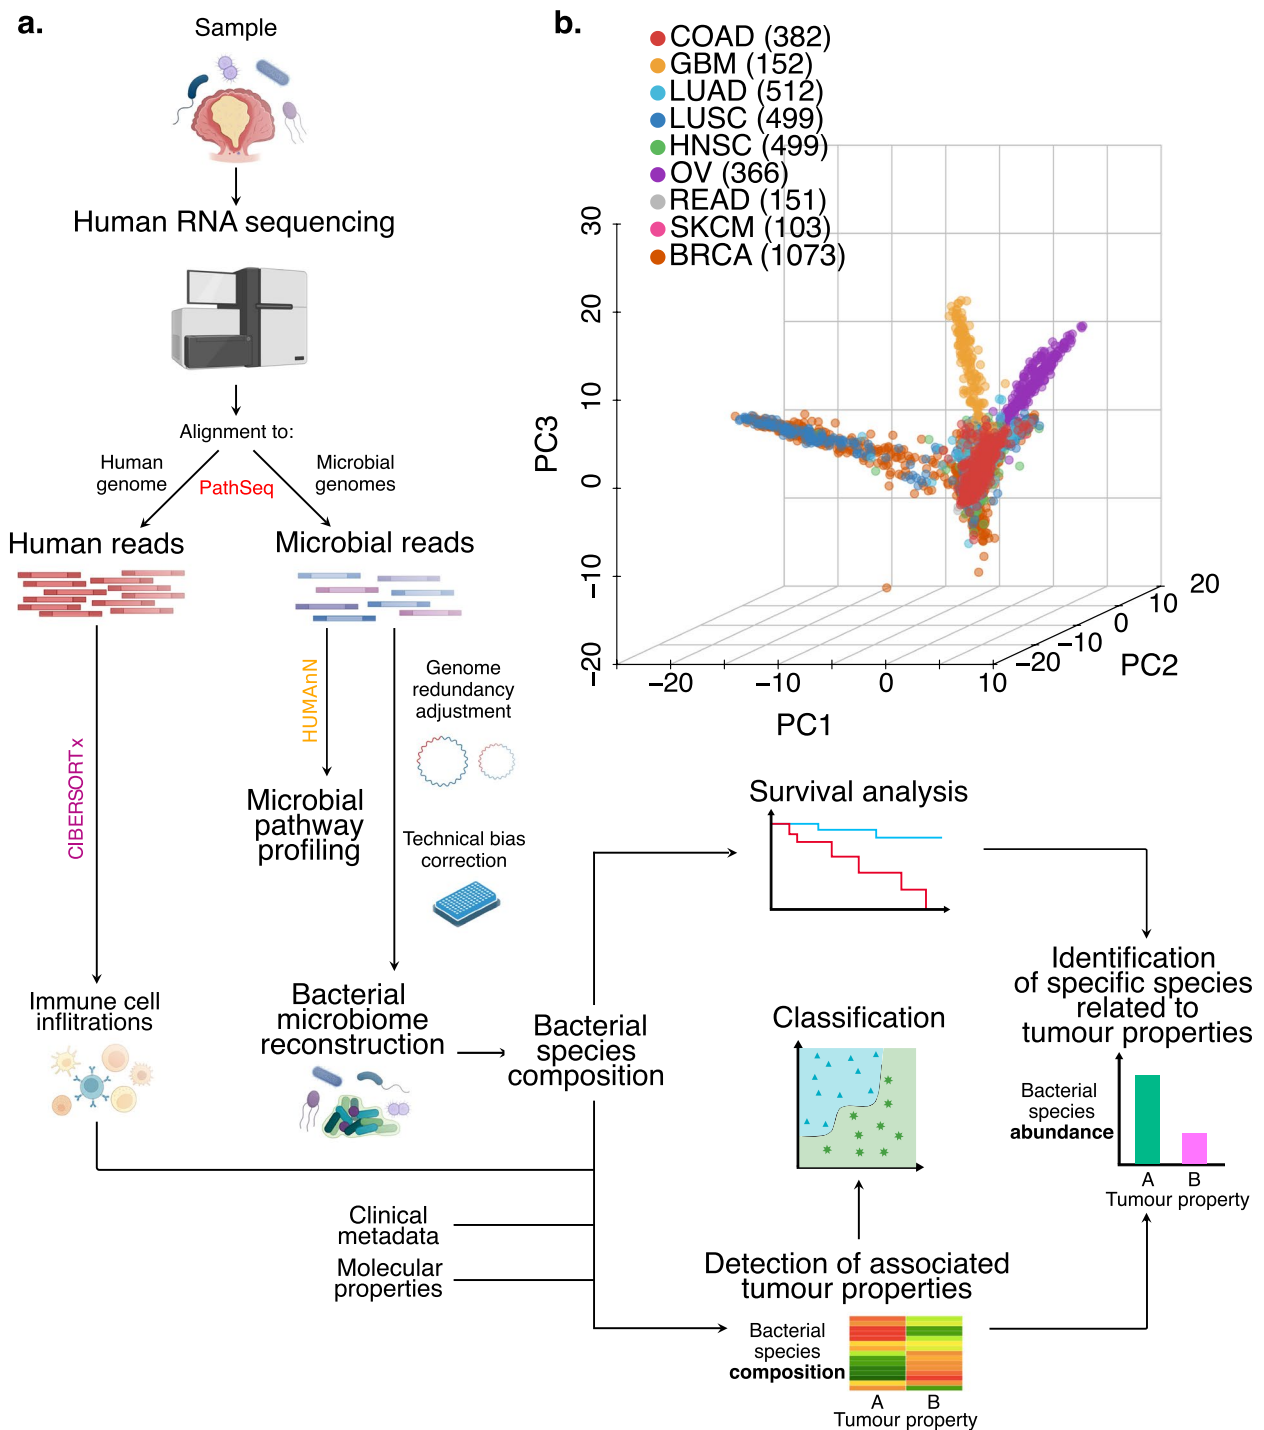 a.
Sample
Human RNA sequencing
Alignment to:
Human
genome
PathSeq
Microbial
genomes
Human reads
Microbial reads
CIBERSORTx
HUMAnN
Genome
redundancy
adjustment
Microbial
pathway
profiling
Technical bias
correction
Immune cell
inflitrations
Bacterial
microbiome
reconstruction
Bacterial
species
composition
Clinical
metadata
Molecular
properties
Survival analysis
Classification
Detection of associated
tumour properties
Bacterial
species
composition
A B
Tumour property
Identification
of specific species
related to
tumour properties
Bacterial
species
abundance
A B
Tumour property
b.
COAD (382)
GBM (152)
LUAD (512)
LUSC (499)
HNSC (499)
OV (366)
READ (151)
SKCM (103)
BRCA (1073)
PC3
30
20
10
0
−10
−20
−20 −10 0 10
PC1
−20
−10
0
10
20
PC2